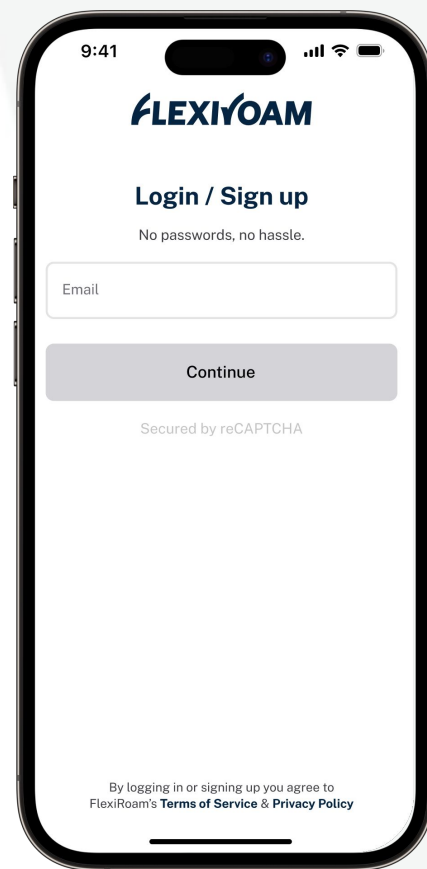 9:41
FLEXIROAM
Login / Sign up
No passwords, no hassle.
Email
Continue
Secured by reCAPTCHA
By logging in or signing up you agree to
FlexiRoam's Terms of Service & Privacy Policy